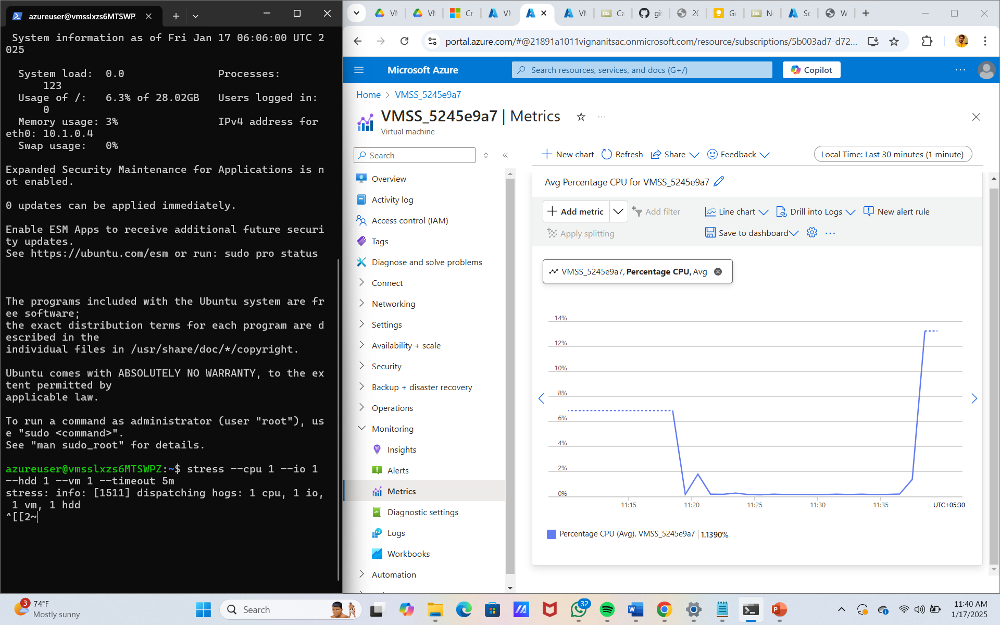 azureuser@vmsslxzs6MTSWP
System information as of Fri Jan 17 06:06:00 UTC 2
025
System load: 0.0 Processes:
123
Usage of /: 6.3% of 28.02GB Users logged in:
0
Memory usage: 3% IPv4 address for
eth0: 10.1.0.4
Swap usage: 0%
Expanded Security Maintenance for Applications is n
ot enabled.
0 updates can be applied immediately.
Enable ESM Apps to receive additional future securi
ty updates.
See https://ubuntu.com/esm or run: sudo pro status
The programs included with the Ubuntu system are fr
ee software;
the exact distribution terms for each program are d
escribed in the
individual files in /usr/share/doc/*/copyright.
Ubuntu comes with ABSOLUTELY NO WARRANTY, to the ex
tent permitted by
applicable law.
To run a command as administrator (user "root"), us
e "sudo <command>".
See "man sudo_root" for details.
azureuser@vmsslxzs6MTSWPZ:~$ stress --cpu 1 --io 1
--hdd 1 --vm 1 --timeout 5m
stress: info: [1511] dispatching hogs: 1 cpu, 1 io,
1 vm, 1 hdd
^[[2~
VM
VM
Cr
VM
VM
Ca
git
20
Go
N
Sc
W
portal.azure.com/#@21891a1011vignanitsac.onmicrosoft.com/resource/subscriptions/5b003ad7-d72...
Microsoft Azure
Search resources, services, and docs (G+/)
Copilot
Home > VMSS_5245e9a7
VMSS_5245e9a7 | Metrics
Virtual machine
Search
Overview
Activity log
Access control (IAM)
Tags
Diagnose and solve problems
Connect
Networking
Settings
Availability + scale
Security
Backup + disaster recovery
Operations
Monitoring
Insights
Alerts
Metrics
Diagnostic settings
Logs
Workbooks
Automation
New chart Refresh Share Feedback
Local Time: Last 30 minutes (1 minute)
Avg Percentage CPU for VMSS_5245e9a7
Add metric Add filter Line chart Drill into Logs New alert rule
Apply splitting Save to dashboard
VMSS_5245e9a7, Percentage CPU, Avg
14%
12%
10%
8%
6%
4%
2%
0%
11:15 11:20 11:25 11:30 11:35 UTC+05:30
Percentage CPU (Avg), VMSS_5245e9a7 | 1.1390%
3
74°F
Mostly sunny
Search
32
11:40 AM
1/17/2025